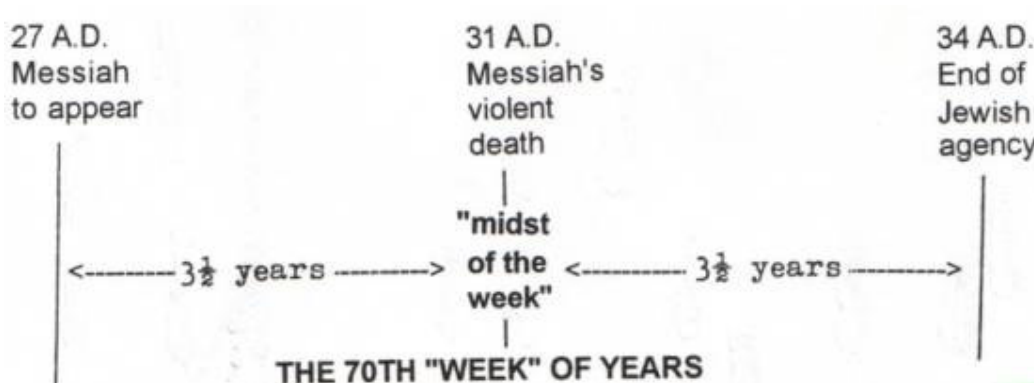 27 A.D.
Messiah
to appear
31 A.D.
Messiah's
violent
death
34 A.D.
End of
Jewish
agency
"midst
of the
week"
<--------- 3½ years ---------->
<--------- 3½ years --------->
THE 70TH "WEEK" OF YEARS